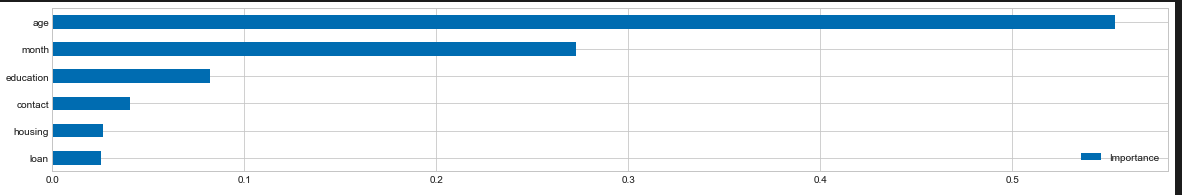 age
month
education
contact
housing
loan
Importance
0.0 0.1 0.2 0.3 0.4 0.5